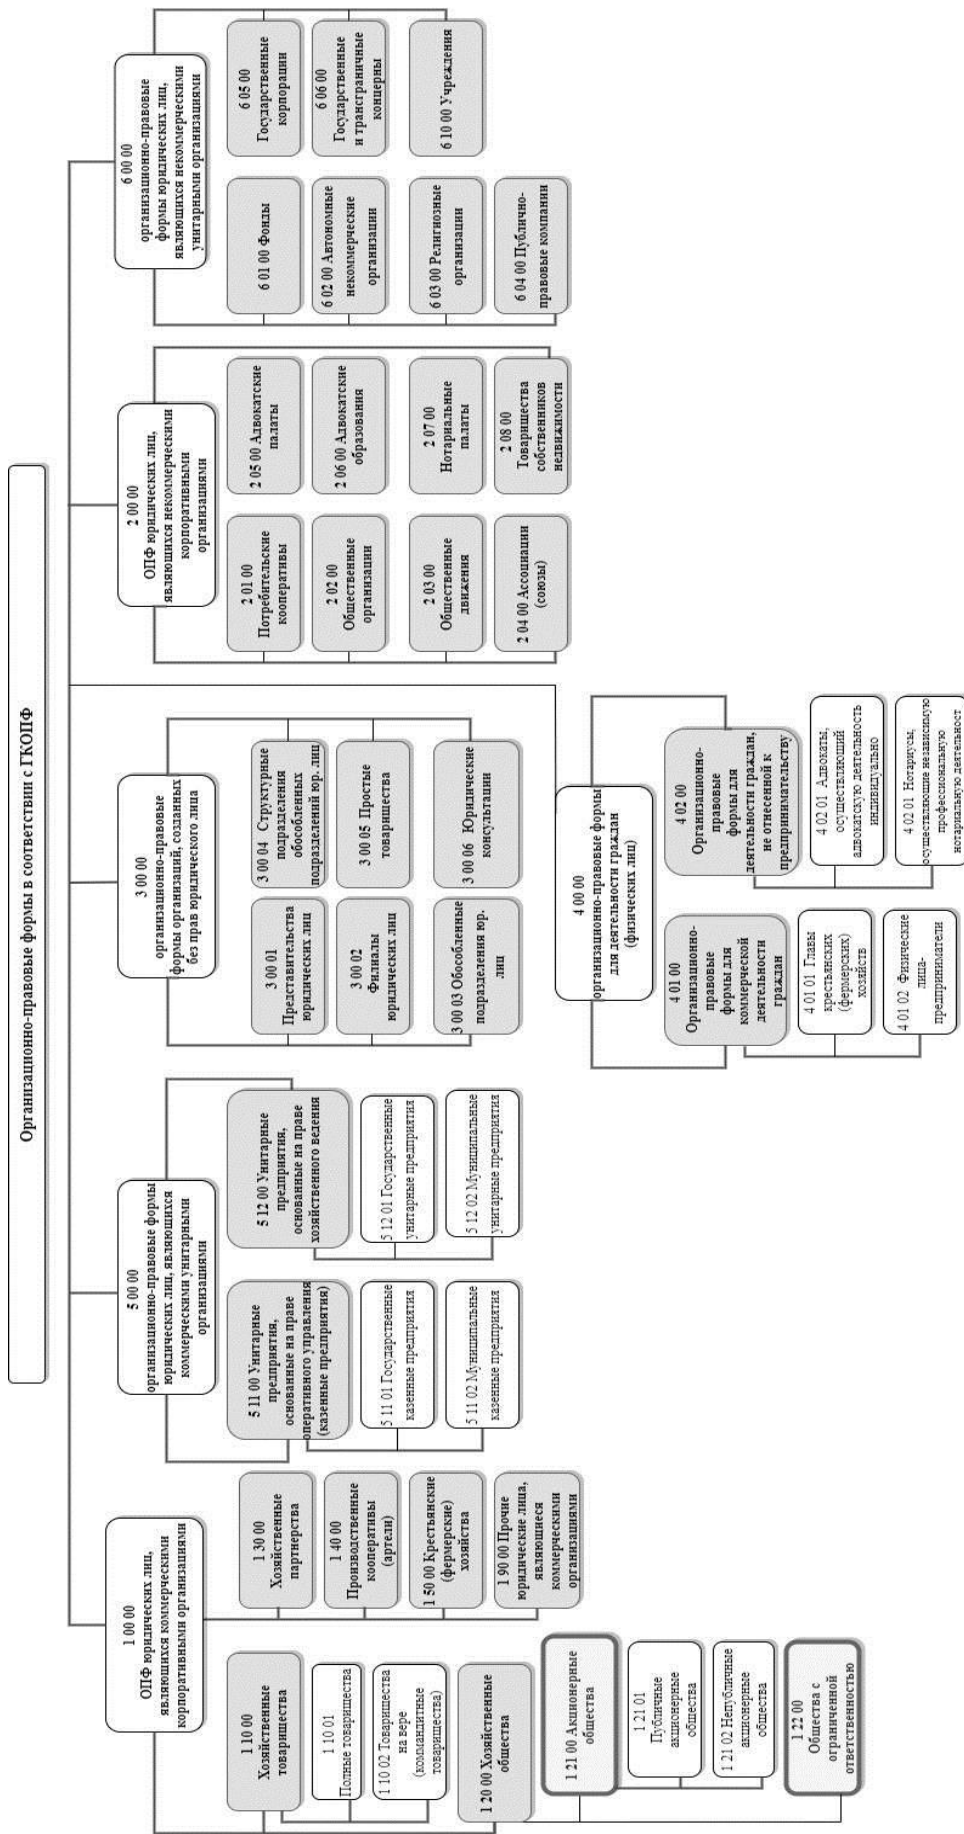 Организационно-правовые формы в соответствии с ГКОПФ
1 00 00
ОПФ юридических лиц,
являющихся коммерческими
корпоративными организациями
1 10 00
Хозяйственные
товарищества
1 10 01
Полные товарищества
1 10 02 Товарищества
на вере
(коммандитные
товарищества)
1 20 00 Хозяйственные
общества
1 21 00 Акционерные
общества
1 21 01
Публичные
акционерные
общества
1 21 02 Непубличные
акционерные
общества
1 22 00
Общества с
ограниченной
ответственностью
1 30 00
Хозяйственные
партнерства
1 40 00
Производственные
кооперативы
(артели)
1 50 00 Крестьянские
(фермерские)
хозяйства
1 90 00 Прочие
юридические лица,
являющиеся
коммерческими
организациями
5 00 00
организационно-правовые формы
юридических лиц, являющихся
коммерческими унитарными
организациями
5 11 00 Унитарные
предприятия,
основанные на праве
оперативного управления
(казенные предприятия)
5 11 01 Государственные
казенные предприятия
5 11 02 Муниципальные
казенные предприятия
5 12 00 Унитарные
предприятия,
основанные на праве
хозяйственного ведения
5 12 01 Государственные
унитарные предприятия
5 12 02 Муниципальные
унитарные предприятия
3 00 00
организационно-правовые
формы организаций, созданных
без прав юридического лица
3 00 01
Представительства
юридических лиц
3 00 02
Филиалы
юридических лиц
3 00 03 Обособленные
подразделения юр.
лиц
3 00 04 Структурные
подразделения
обособленных
подразделений юр. лиц
3 00 05 Простые
товарищества
3 00 06 Юридические
консультации
4 00 00
организационно-правовые формы
для деятельности граждан
(физических лиц)
4 01 00
Организационно-
правовые
формы для
коммерческой
деятельности
граждан
4 01 01 Главы
крестьянских
(фермерских)
хозяйств
4 01 02 Физические
лица-
предприниматели
4 02 00
Организационно-
правовые
формы для
деятельности граждан,
не отнесенной к
предпринимательству
4 02 01 Адвокаты,
осуществляющий
адвокатскую деятельность
индивидуально
4 02 01 Нотариусы,
осуществляющие независимую
профессиональную
нотариальную деятельност
2 00 00
ОПФ юридических лиц,
являющихся некоммерческими
корпоративными
организациями
2 01 00
Потребительские
кооперативы
2 02 00
Общественные
организации
2 03 00
Общественные
движения
2 04 00 Ассоциации
(союзы)
2 05 00 Адвокатские
палаты
2 06 00 Адвокатские
образования
2 07 00
Нотариальные
палаты
2 08 00
Товарищества
собственников
недвижимости
6 00 00
организационно-правовые
формы юридических лиц,
являющихся некоммерческими
унитарными организациями
6 01 00 Фонды
6 02 00 Автономные
некоммерческие
организации
6 03 00 Религиозные
организации
6 04 00 Публично-
правовые компании
6 05 00
Государственные
корпорации
6 06 00
Государственные
и трансграничные
концерны
6 10 00 Учреждения